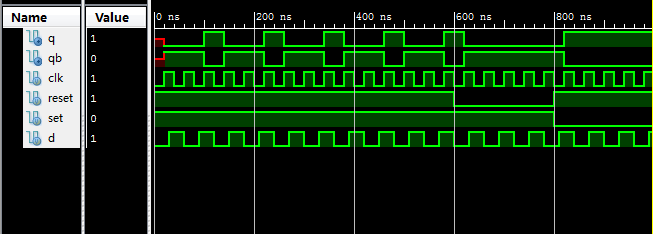 Name Value 0 ns 200 ns 400 ns 600 ns 800 ns
q 1
qb 0
clk 1
reset 1
set 0
d 1